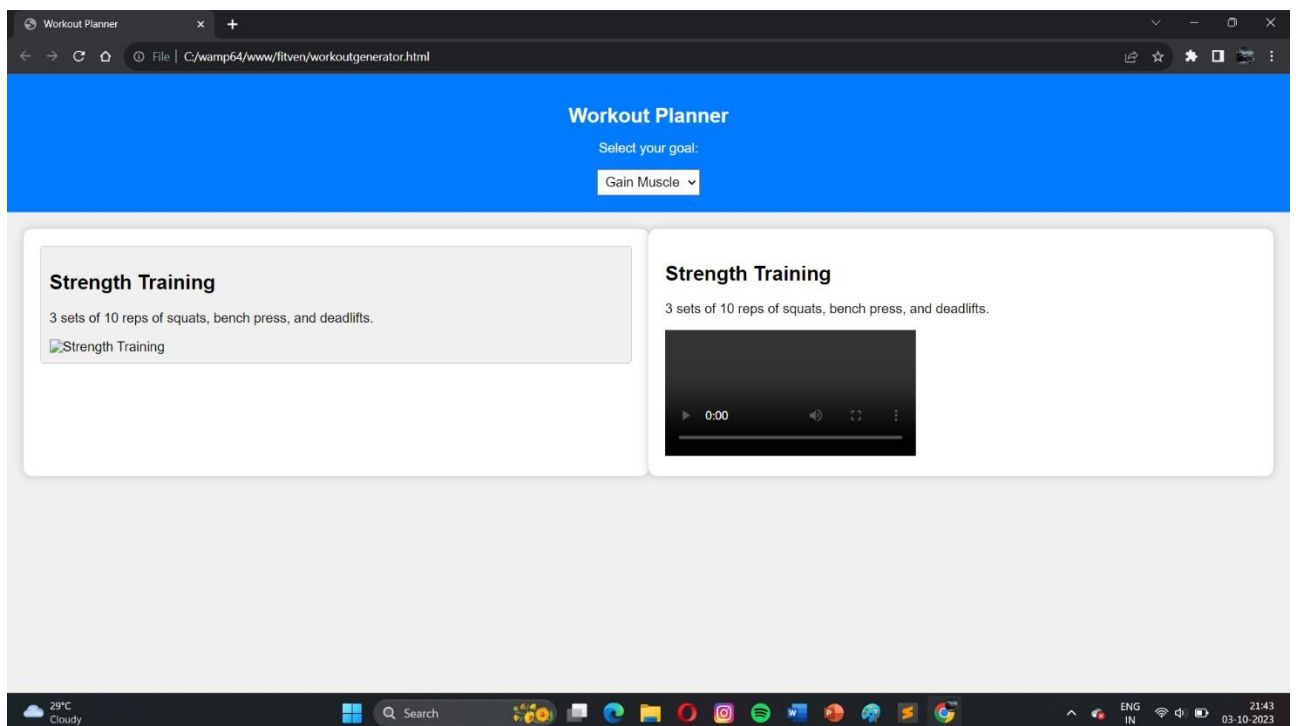 Workout Planner
File C:/wamp64/www/fitven/workoutgenerator.html
Workout Planner
Select your goal:
Gain Muscle
Strength Training
3 sets of 10 reps of squats, bench press, and deadlifts.
Strength Training
Strength Training
3 sets of 10 reps of squats, bench press, and deadlifts.
0:00
29°C
Cloudy
Search
ENG
IN
21:43
03-10-2023